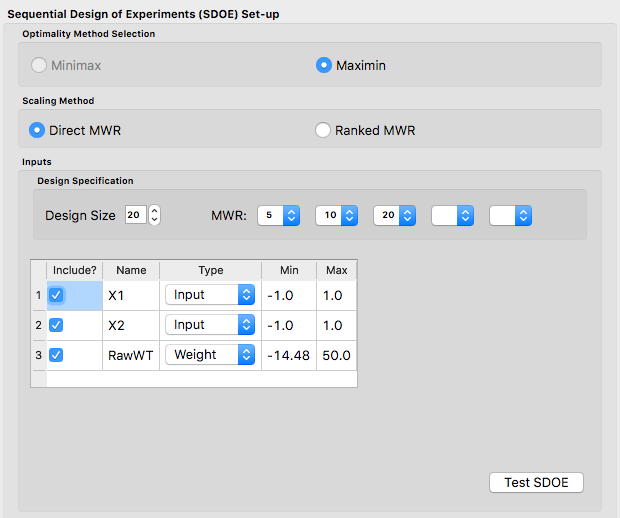 Sequential Design of Experiments (SDOE) Set-up
Optimality Method Selection
Minimax Maximin
Scaling Method
Direct MWR Ranked MWR
Inputs
Design Specification
Design Size 20 MWR: 5 10 20
Include? Name Type Min Max
1 X1 Input -1.0 1.0
2 X2 Input -1.0 1.0
3 RawWT Weight -14.48 50.0
Test SDOE